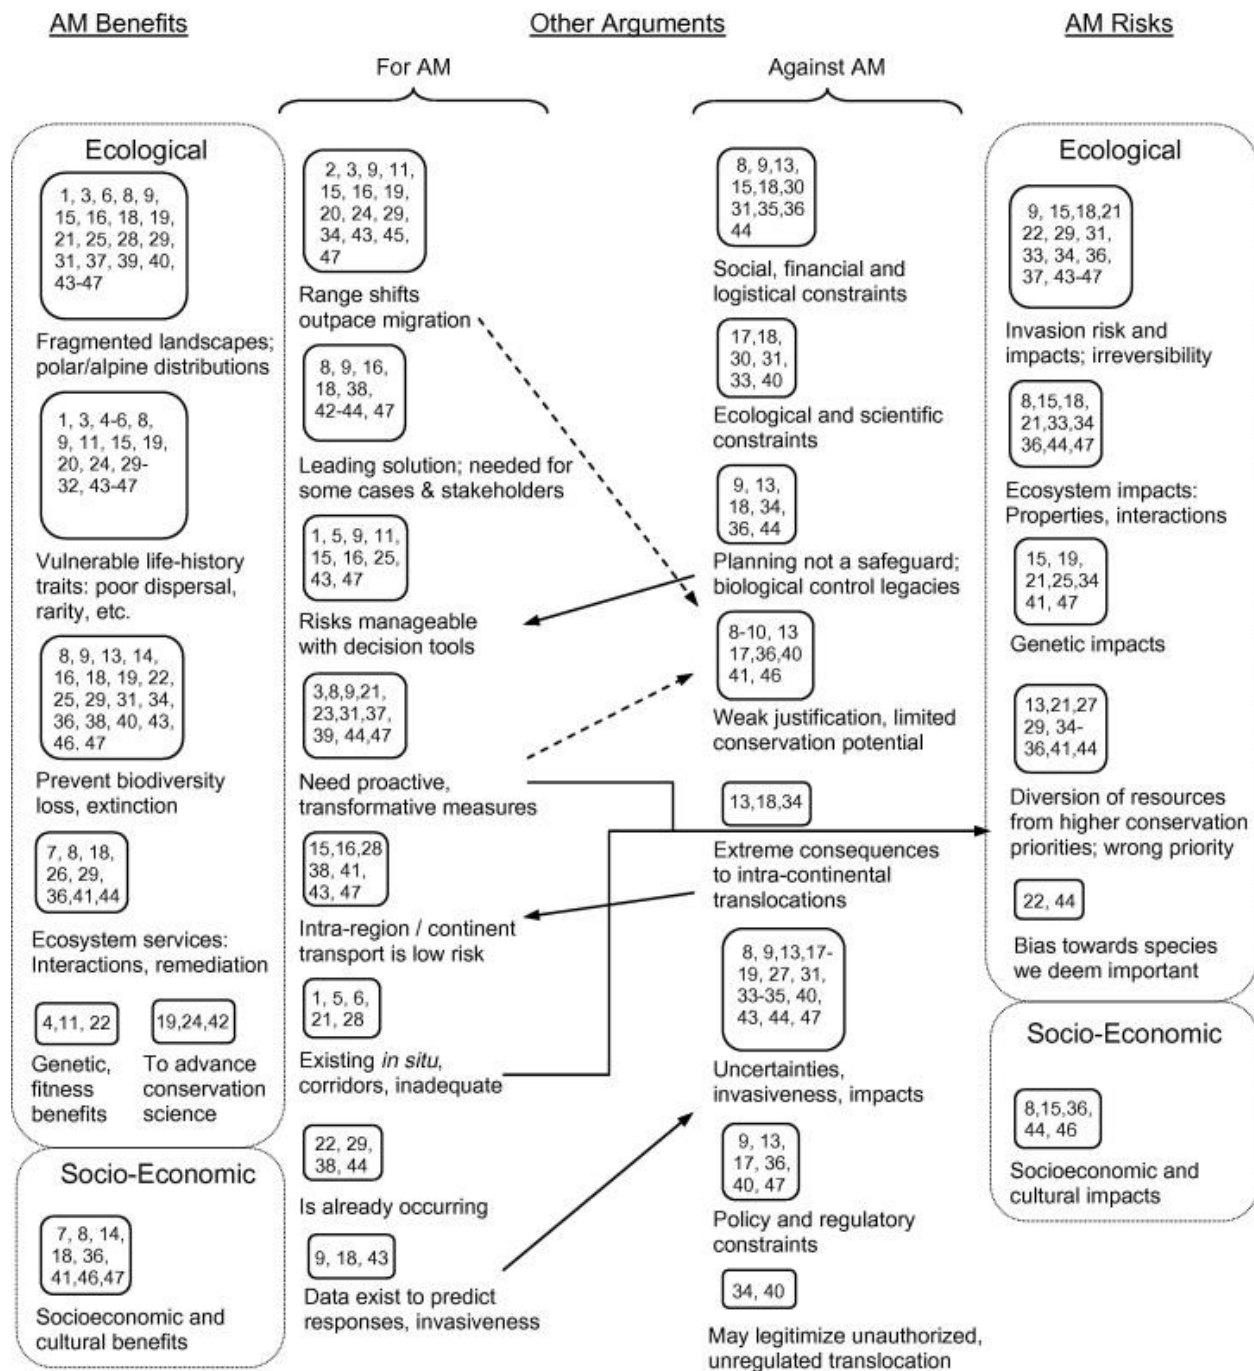 AM Benefits
Other Arguments
AM Risks
For AM
Against AM
Ecological
1, 3, 6, 8, 9,
15, 16, 18, 19,
21, 25, 28, 29,
31, 37, 39, 40,
43-47
Fragmented landscapes;
polar/alpine distributions
1, 3, 4-6, 8,
9, 11, 15, 19,
20, 24, 29-
32, 43-47
Vulnerable life-history
traits: poor dispersal,
rarity, etc.
8, 9, 13, 14,
16, 18, 19, 22,
25, 29, 31, 34,
36, 38, 40, 43,
46, 47
Prevent biodiversity
loss, extinction
7, 8, 18,
26, 29,
36,41,44
Ecosystem services:
Interactions, remediation
4,11, 22
Genetic,
fitness
benefits
19,24,42
To advance
conservation
science
Socio-Economic
7, 8, 14,
18, 36,
41,46,47
Socioeconomic and
cultural benefits
2, 3, 9, 11,
15, 16, 19,
20, 24, 29,
34, 43, 45,
47
Range shifts
outpace migration
8, 9, 16,
18, 38,
42-44, 47
Leading solution; needed for
some cases & stakeholders
1, 5, 9, 11,
15, 16, 25,
43, 47
Risks manageable
with decision tools
3,8,9,21,
23,31,37,
39, 44,47
Need proactive,
transformative measures
15,16,28
38, 41,
43, 47
Intra-region / continent
transport is low risk
1, 5, 6,
21, 28
Existing in situ,
corridors, inadequate
22, 29,
38, 44
Is already occurring
9, 18, 43
Data exist to predict
responses, invasiveness
8, 9,13,
15,18,30
31,35,36
44
Social, financial and
logistical constraints
17,18,
30, 31,
33, 40
Ecological and scientific
constraints
9, 13,
18, 34,
36, 44
Planning not a safeguard;
biological control legacies
8-10, 13
17,36,40
41, 46
Weak justification, limited
conservation potential
13,18,34
Extreme consequences
to intra-continental
translocations
8, 9,13,17-
19, 27, 31,
33-35, 40,
43, 44, 47
Uncertainties,
invasiveness, impacts
9, 13,
17, 36,
40, 47
Policy and regulatory
constraints
34, 40
May legitimize unauthorized,
unregulated translocation
Ecological
9, 15,18,21
22, 29, 31,
33, 34, 36,
37, 43-47
Invasion risk and
impacts; irreversibility
8,15,18,
21,33,34
36,44,47
Ecosystem impacts:
Properties, interactions
15, 19,
21,25,34
41, 47
Genetic impacts
13,21,27
29, 34-
36,41,44
Diversion of resources
from higher conservation
priorities; wrong priority
22, 44
Bias towards species
we deem important
Socio-Economic
8,15,36,
44, 46
Socioeconomic and
cultural impacts